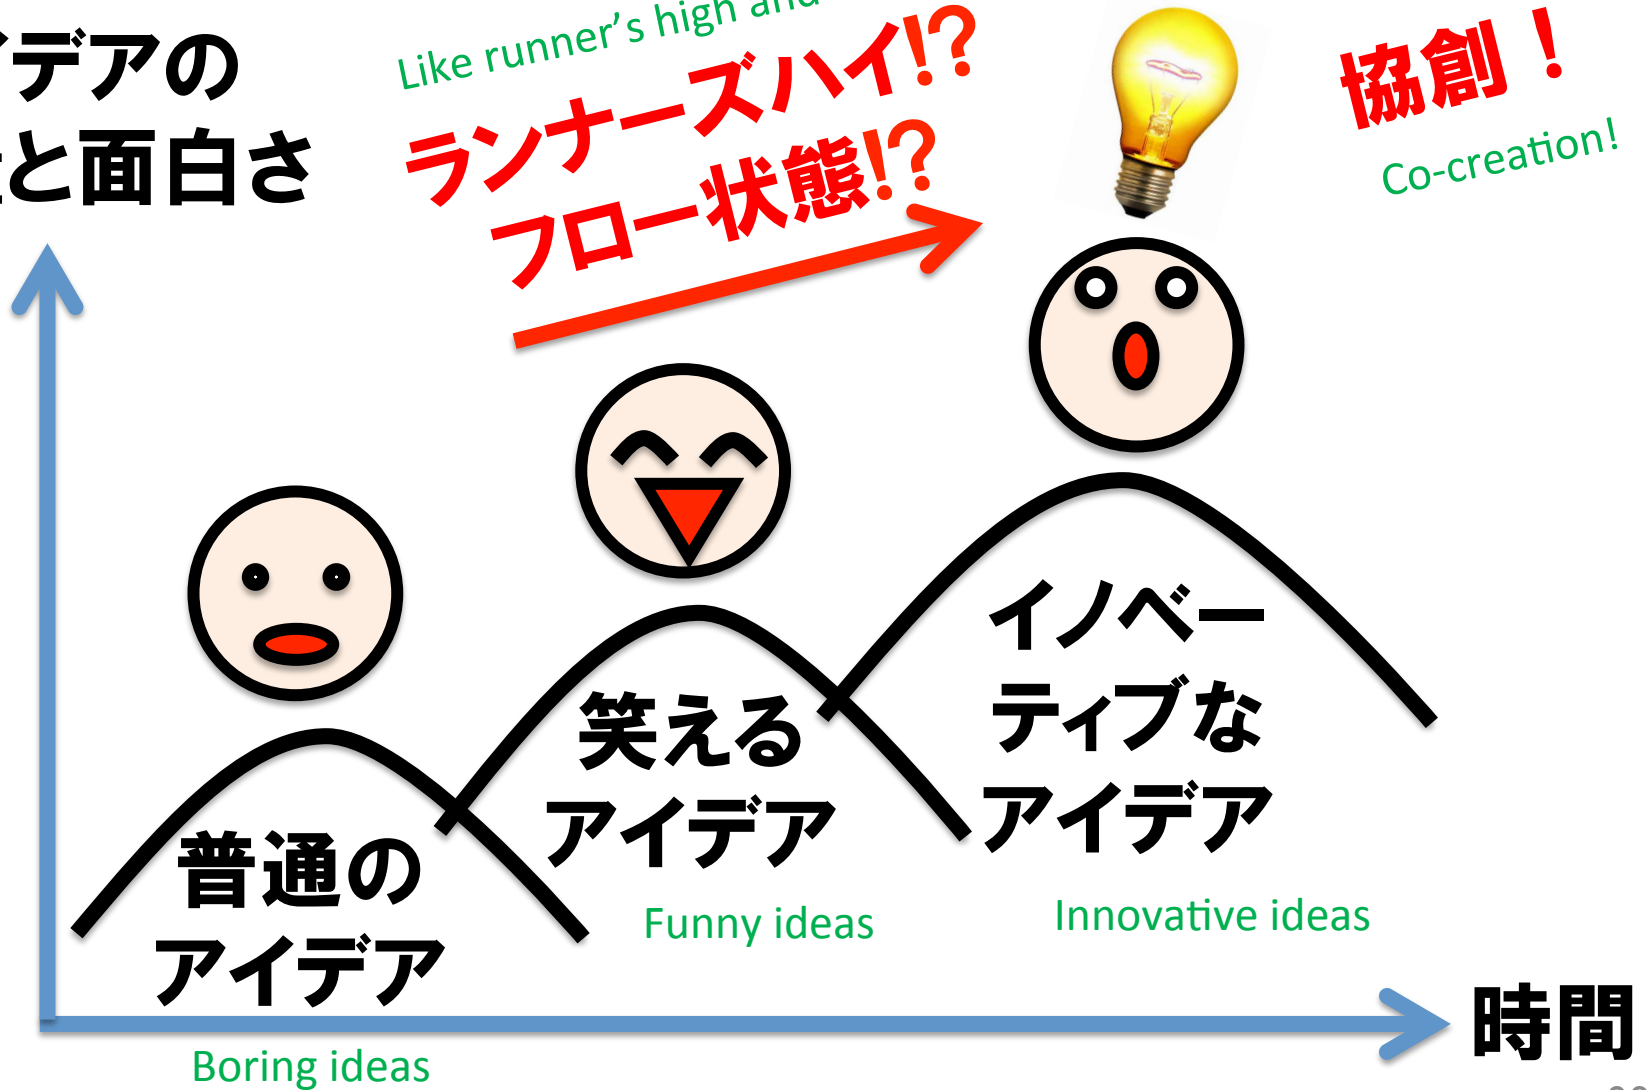 デアの
と面白さ
Like runner's high and
ランナーズハイ!?
フロー状態!?
協創！
Co-creation!
普通の
アイデア
Boring ideas
笑える
アイデア
Funny ideas
イノベー
ティブな
アイデア
Innovative ideas
時間